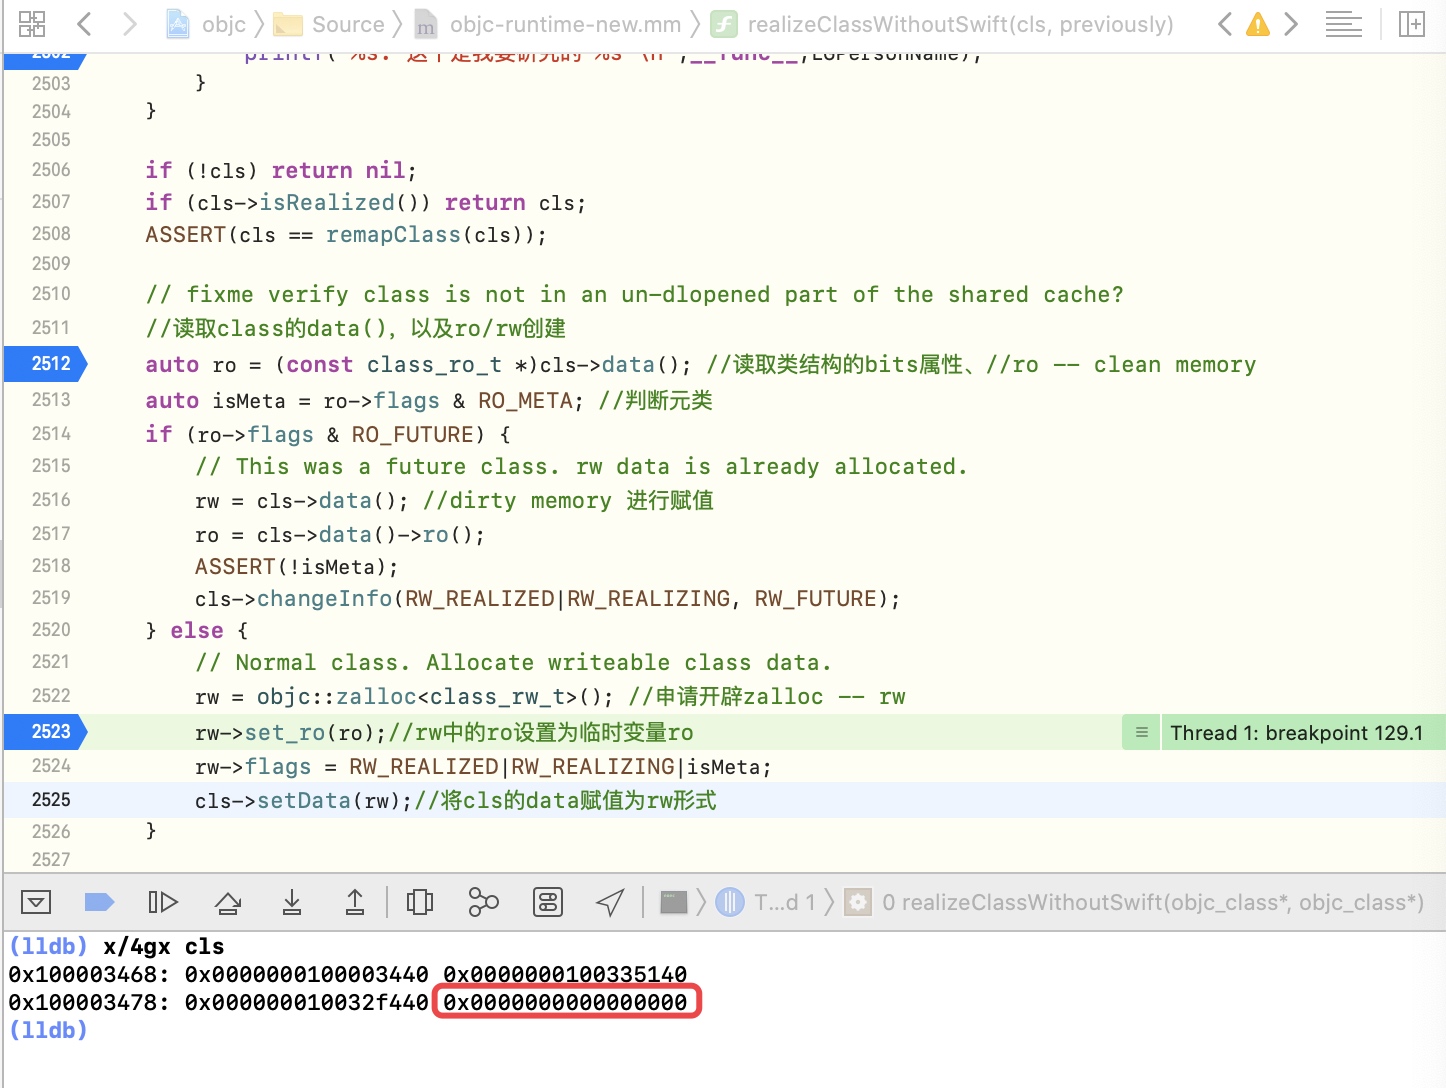 objc Source m objc-runtime-new.mm f realizeClassWithoutSwift(cls, previously)
2502 printf("%s: 这个是我要研究的 %s \n",__func__,LGPersonName);
2503 }
2504 }
2505
2506 if (!cls) return nil;
2507 if (cls->isRealized()) return cls;
2508 ASSERT(cls == remapClass(cls));
2509
2510 // fixme verify class is not in an un-dlopened part of the shared cache?
2511 //读取class的data()，以及ro/rw创建
2512 auto ro = (const class_ro_t *)cls->data(); //读取类结构的bits属性、//ro -- clean memory
2513 auto isMeta = ro->flags & RO_META; //判断元类
2514 if (ro->flags & RO_FUTURE) {
2515 // This was a future class. rw data is already allocated.
2516 rw = cls->data(); //dirty memory 进行赋值
2517 ro = cls->data()->ro();
2518 ASSERT(!isMeta);
2519 cls->changeInfo(RW_REALIZED|RW_REALIZING, RW_FUTURE);
2520 } else {
2521 // Normal class. Allocate writeable class data.
2522 rw = objc::zalloc<class_rw_t>(); //申请开辟zalloc -- rw
2523 rw->set_ro(ro);//rw中的ro设置为临时变量ro Thread 1: breakpoint 129.1
2524 rw->flags = RW_REALIZED|RW_REALIZING|isMeta;
2525 cls->setData(rw);//将cls的data赋值为rw形式
2526 }
2527
T...d 1 0 realizeClassWithoutSwift(objc_class*, objc_class*)
(lldb) x/4gx cls
0x100003468: 0x0000000100003440 0x0000000100335140
0x100003478: 0x000000010032f440 0x0000000000000000
(lldb)